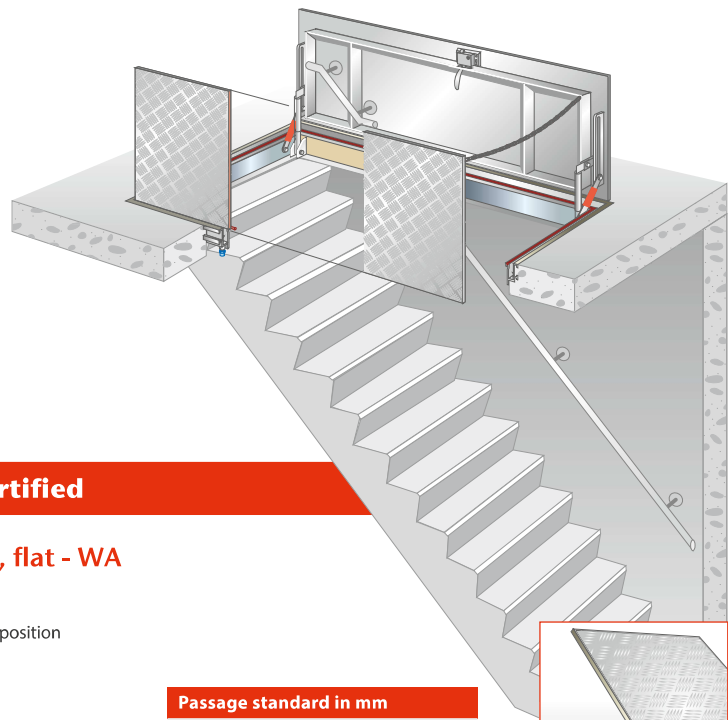 rtified
, flat - WA
position
Passage standard in mm